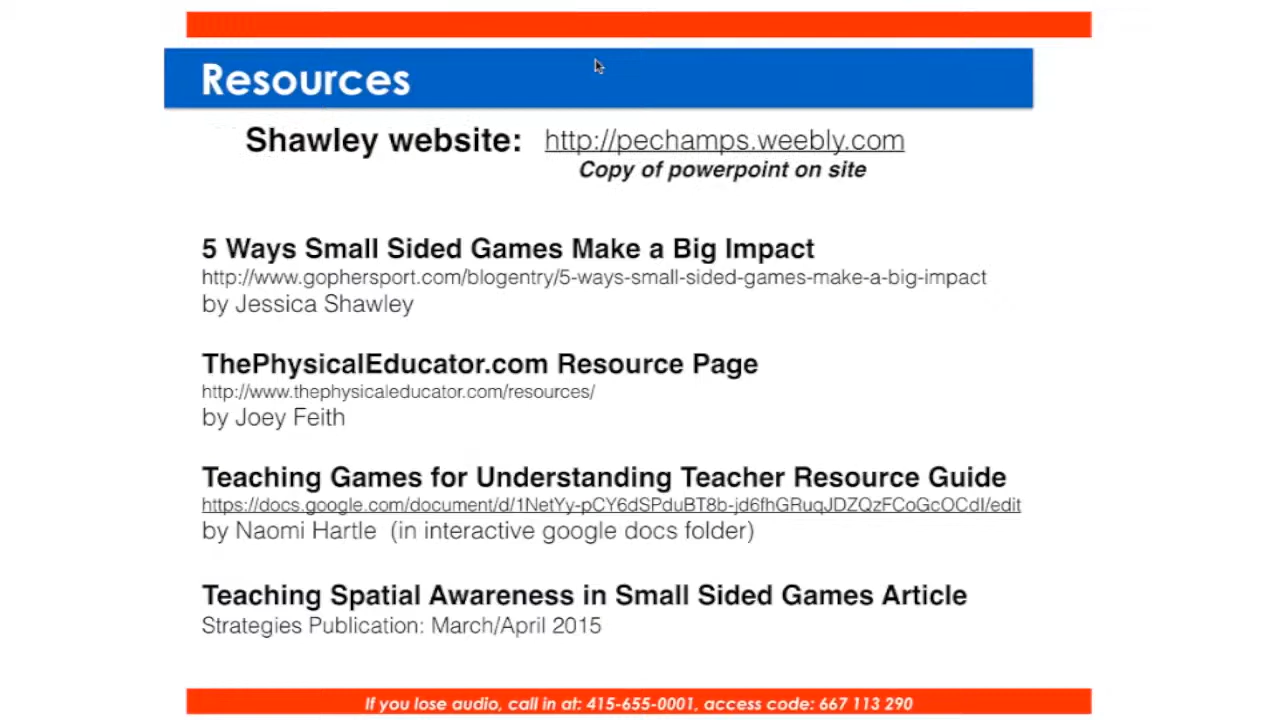 Resources
Shawley website: http://pechamps.weebly.com
Copy of powerpoint on site
5 Ways Small Sided Games Make a Big Impact
http://www.gophersport.com/blogentry/5-ways-small-sided-games-make-a-big-impact
by Jessica Shawley
ThePhysicalEducator.com Resource Page
http://www.thephysicaleducator.com/resources/
by Joey Feith
Teaching Games for Understanding Teacher Resource Guide
https://docs.google.com/document/d/1NetYy-pCY6dSPduBT8b-jd6fhGRuqJDZQzFCoGcOCdI/edit
by Naomi Hartle (in interactive google docs folder)
Teaching Spatial Awareness in Small Sided Games Article
Strategies Publication: March/April 2015
If you lose audio, call in at: 415-655-0001, access code: 667 113 290